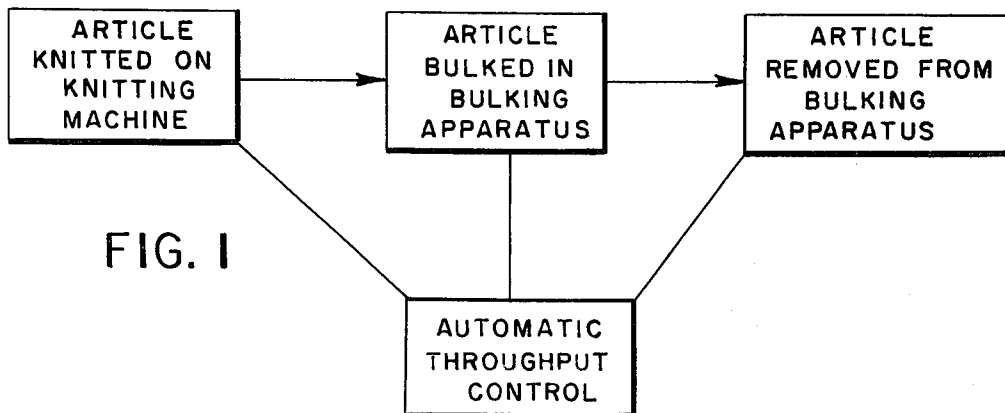 ARTICLE
KNITTED ON
KNITTING
MACHINE
ARTICLE
BULKED IN
BULKING
APPARATUS
ARTICLE
REMOVED FROM
BULKING
APPARATUS
FIG. 1
AUTOMATIC
THROUGHPUT
CONTROL